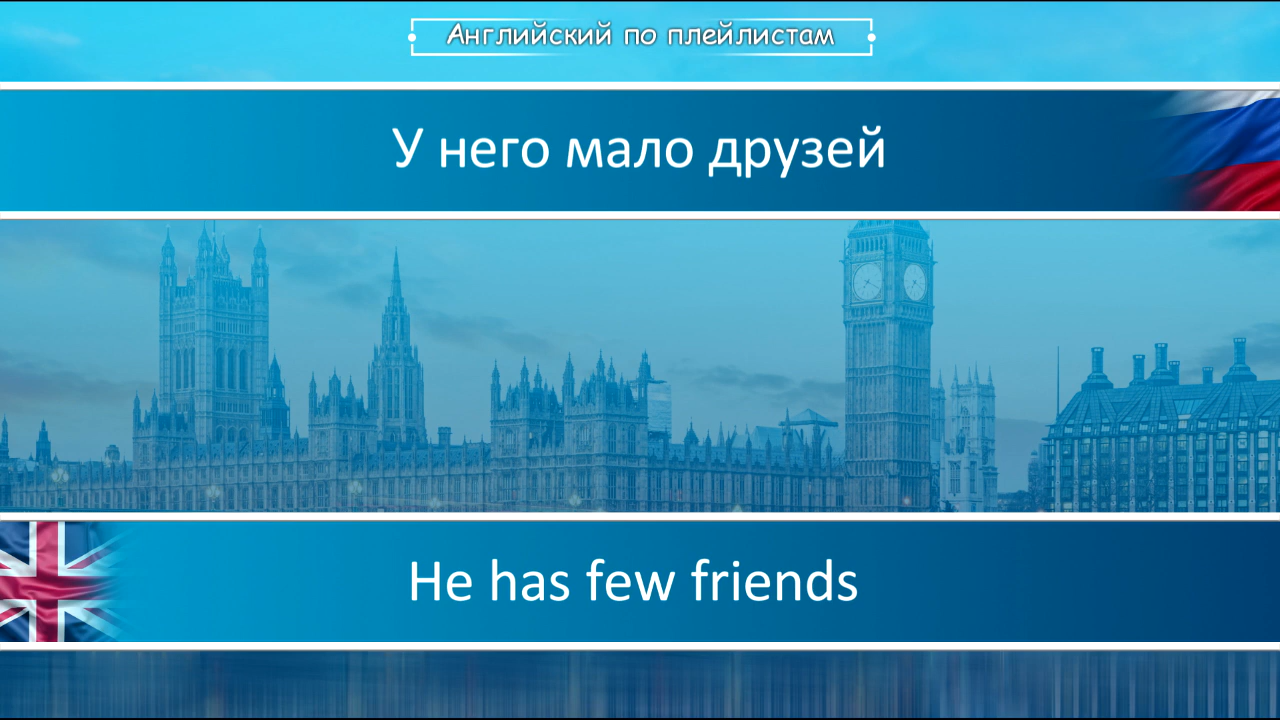 Английский по плейлистам
У него мало друзей
He has few friends